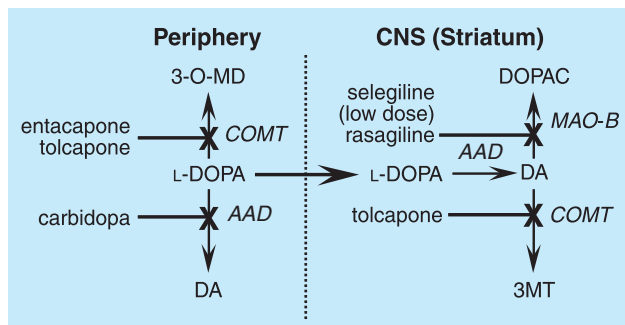 Periphery
CNS (Striatum)
3-O-MD
DOPAC
entacapone
tolcapone
COMT
selegiline
(low dose)
rasagiline
MAO-B
L-DOPA
L-DOPA
AAD
DA
carbidopa
AAD
tolcapone
COMT
DA
3MT